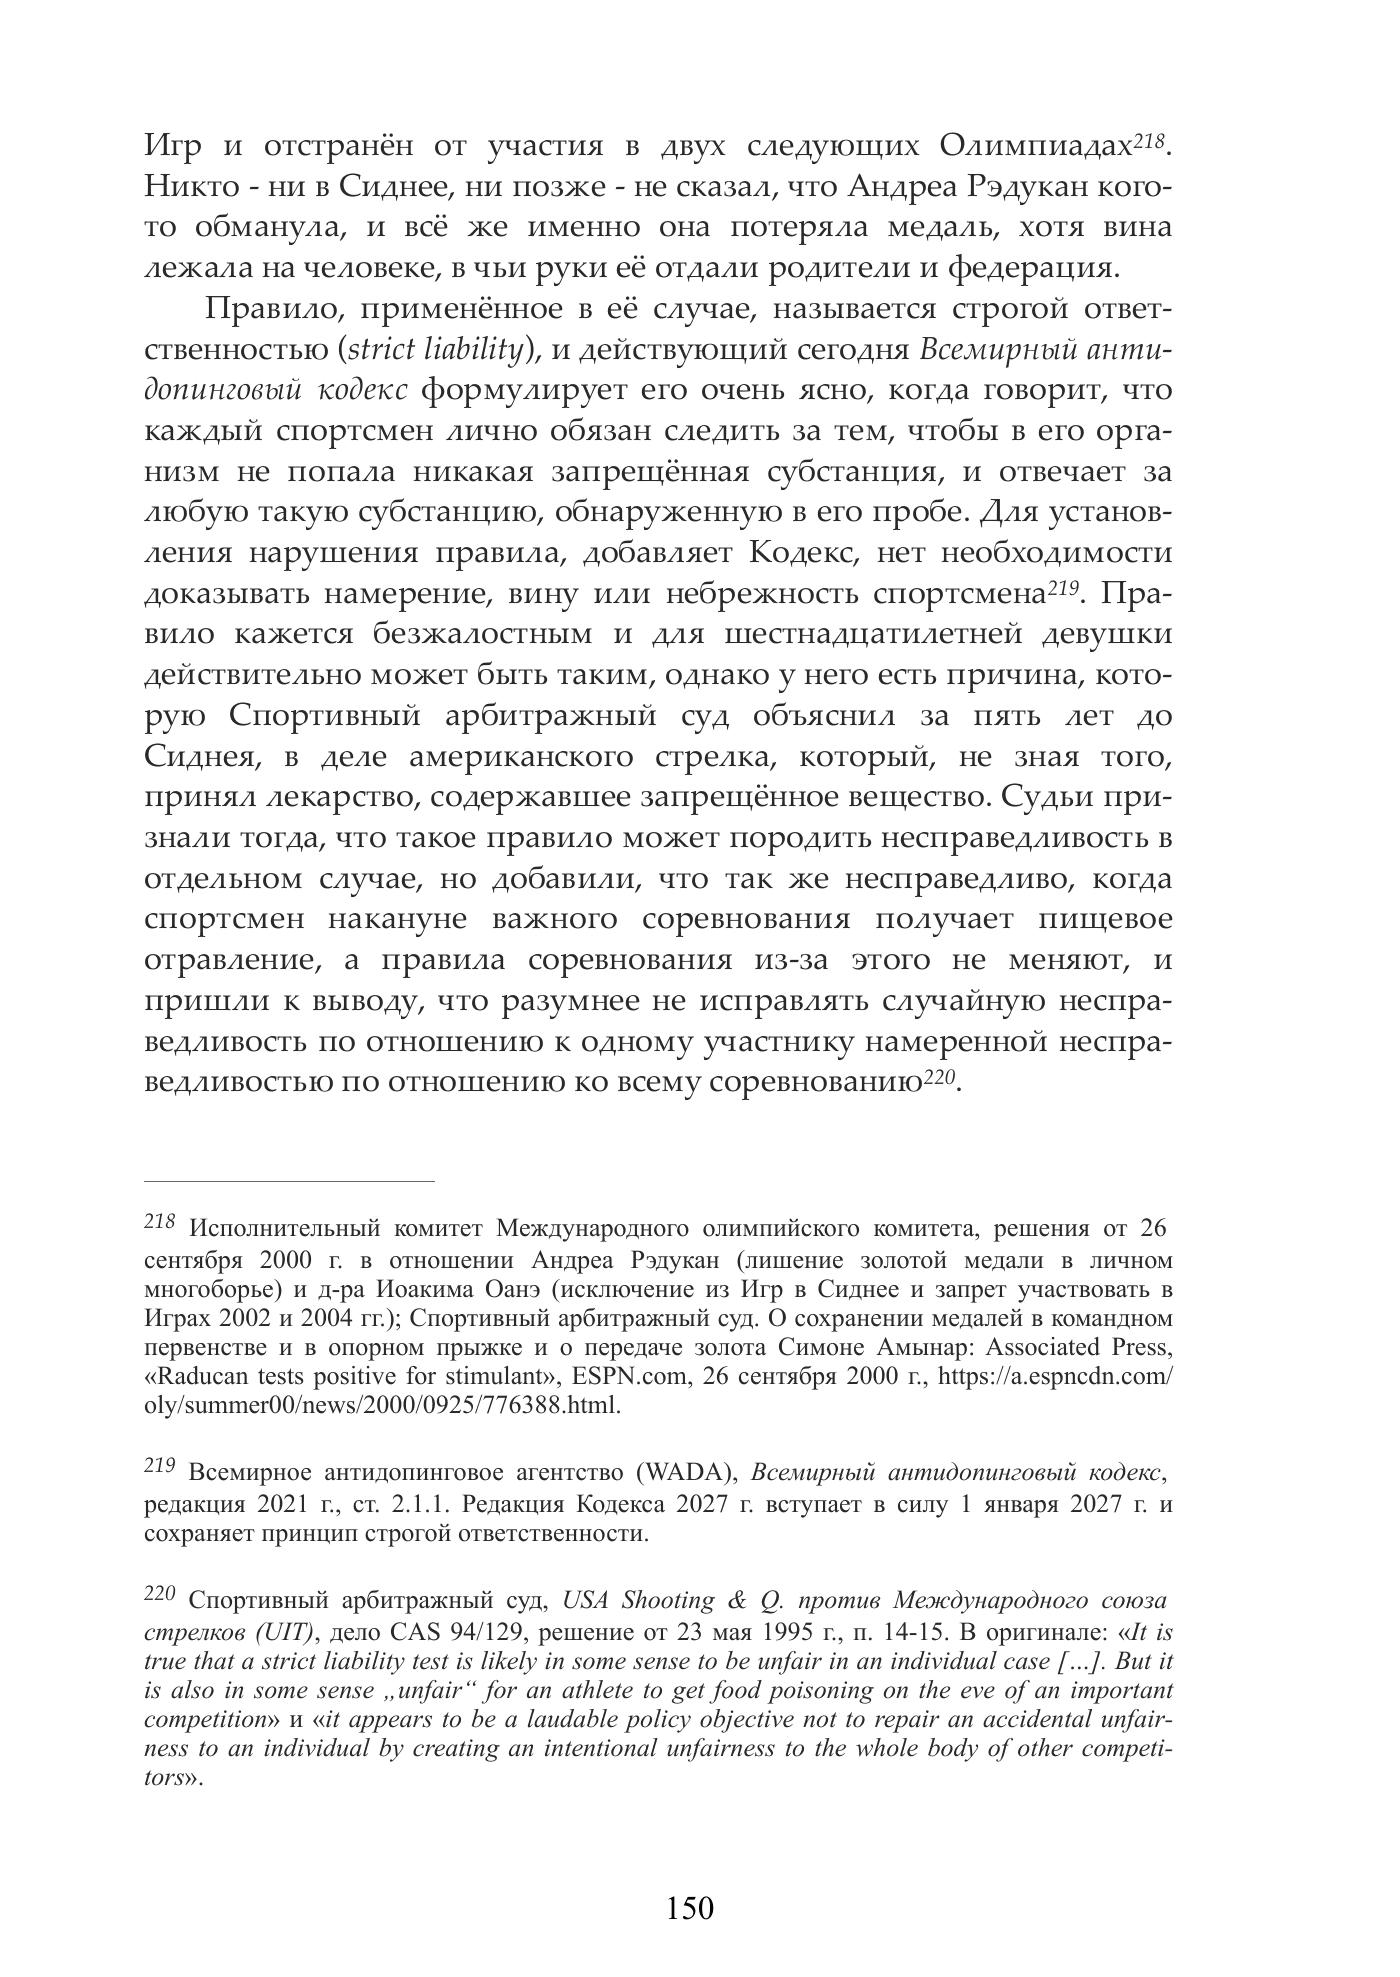 Игр и отстранён от участия в двух следующих Олимпиадах218.
Никто - ни в Сиднее, ни позже - не сказал, что Андреа Рэдукан кого-
то обманула, и всё же именно она потеряла медаль, хотя вина
лежала на человеке, в чьи руки её отдали родители и федерация.
Правило, применённое в её случае, называется строгой ответ-
ственностью (strict liability), и действующий сегодня Всемирный анти-
допинговый кодекс формулирует его очень ясно, когда говорит, что
каждый спортсмен лично обязан следить за тем, чтобы в его орга-
низм не попала никакая запрещённая субстанция, и отвечает за
любую такую субстанцию, обнаруженную в его пробе. Для установ-
ления нарушения правила, добавляет Кодекс, нет необходимости
доказывать намерение, вину или небрежность спортсмена219. Пра-
вило кажется безжалостным и для шестнадцатилетней девушки
действительно может быть таким, однако у него есть причина, кото-
рую Спортивный арбитражный суд объяснил за пять лет до
Сиднея, в деле американского стрелка, который, не зная того,
принял лекарство, содержавшее запрещённое вещество. Судьи при-
знали тогда, что такое правило может породить несправедливость в
отдельном случае, но добавили, что так же несправедливо, когда
спортсмен накануне важного соревнования получает пищевое
отравление, а правила соревнования из-за этого не меняют, и
пришли к выводу, что разумнее не исправлять случайную неспра-
ведливость по отношению к одному участнику намеренной неспра-
ведливостью по отношению ко всему соревнованию220.
218 Исполнительный комитет Международного олимпийского комитета, решения от 26
сентября 2000 г. в отношении Андреа Рэдукан (лишение золотой медали в личном
многоборье) и д-ра Иоакима Оанэ (исключение из Игр в Сиднее и запрет участвовать в
Играх 2002 и 2004 гг.); Спортивный арбитражный суд. О сохранении медалей в командном
первенстве и в опорном прыжке и о передаче золота Симоне Амынар: Associated Press,
«Raducan tests positive for stimulant», ESPN.com, 26 сентября 2000 г., https://a.espncdn.com/
oly/summer00/news/2000/0925/776388.html.
219 Всемирное антидопинговое агентство (WADA), Всемирный антидопинговый кодекс,
редакция 2021 г., ст. 2.1.1. Редакция Кодекса 2027 г. вступает в силу 1 января 2027 г. и
сохраняет принцип строгой ответственности.
220 Спортивный арбитражный суд, USA Shooting & Q. против Международного союза
стрелков (UIT), дело CAS 94/129, решение от 23 мая 1995 г., п. 14-15. В оригинале: «It is
true that a strict liability test is likely in some sense to be unfair in an individual case [...]. But it
is also in some sense „unfair“ for an athlete to get food poisoning on the eve of an important
competition» и «it appears to be a laudable policy objective not to repair an accidental unfair-
ness to an individual by creating an intentional unfairness to the whole body of other competi-
tors».
150